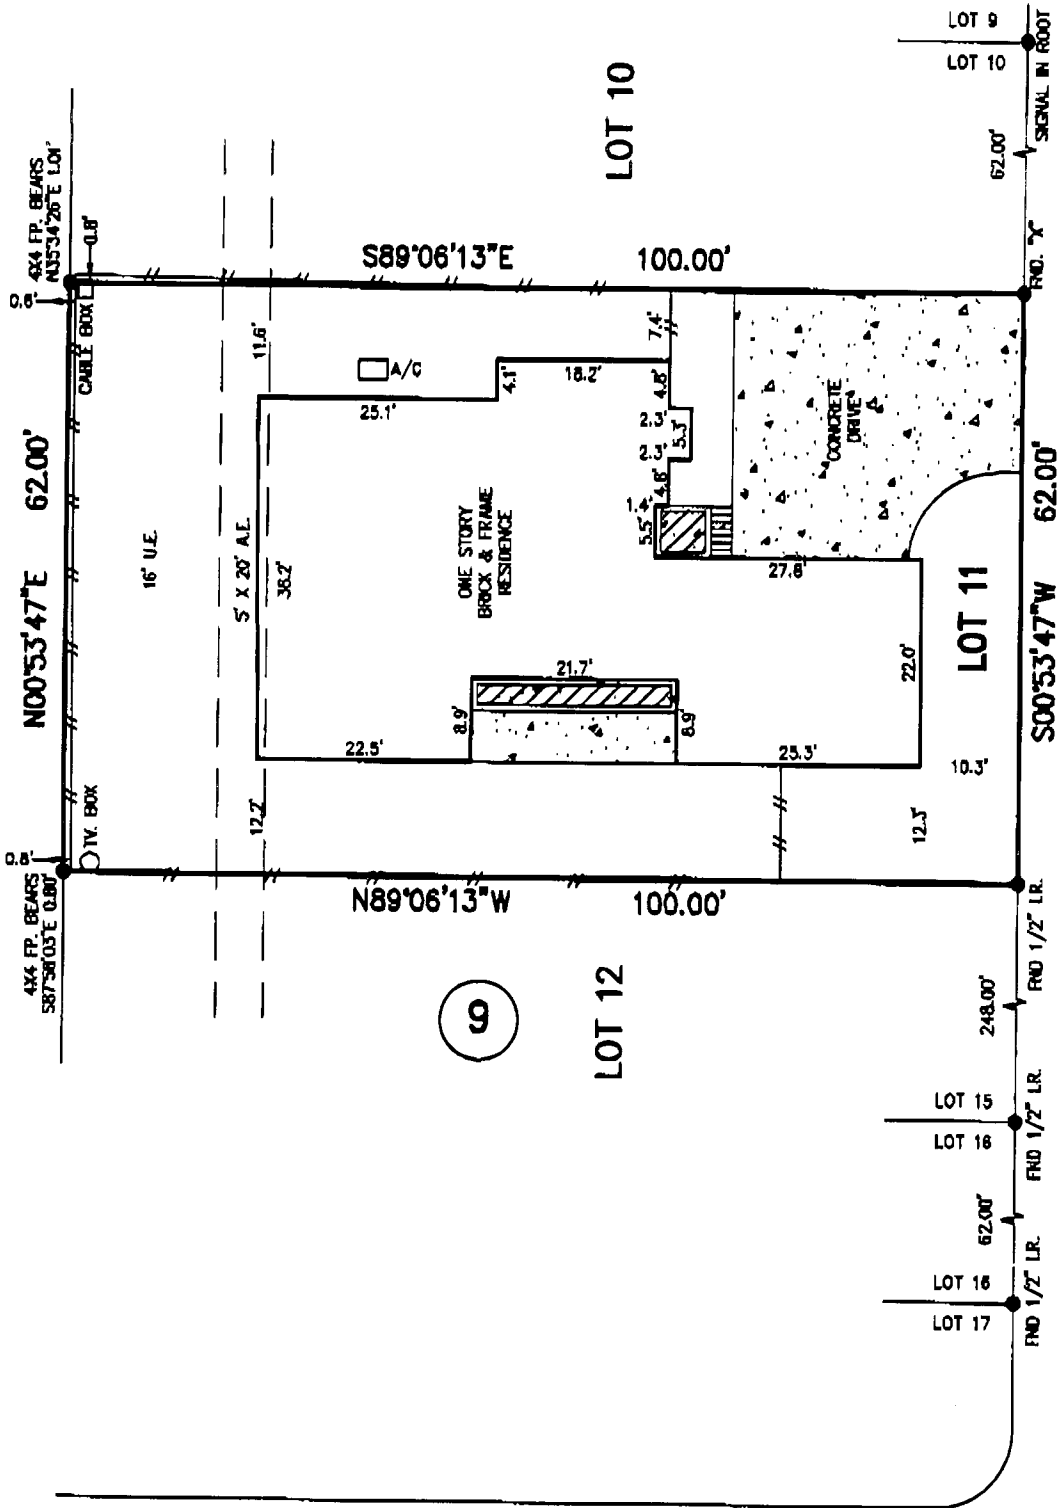 LOT 9
LOT 10
62.00'
SIGNAL IN ROOT
FND. "X"
LOT 10
4X4 FP. BEARS
N35°34'26"E 1.01'
0.8'
0.6'
CABLE BOX
S89°06'13"E 100.00'
N00°53'47"E 62.00'
16' U.E.
5' X 20' A.E.
11.6'
A/C
25.1'
4.1'
18.2'
7.4'
4.8'
2.3'
5.3'
2.3'
4.6'
1.4'
5.5'
CONCRETE
DRIVE
38.2'
ONE STORY
BRICK & FRAME
RESIDENCE
27.8'
21.7'
8.9'
8.9'
22.5'
25.3'
22.0'
LOT 11
S00°53'47"W 62.00'
10.3'
12.2'
12.3'
TV. BOX
0.8'
4X4 FP. BEARS
S87°58'03"E 0.80'
N89°06'13"W 100.00'
9
LOT 12
FND 1/2" I.R.
248.00'
LOT 15
LOT 16
FND 1/2" I.R.
62.00'
LOT 16
LOT 17
FND 1/2" I.R.